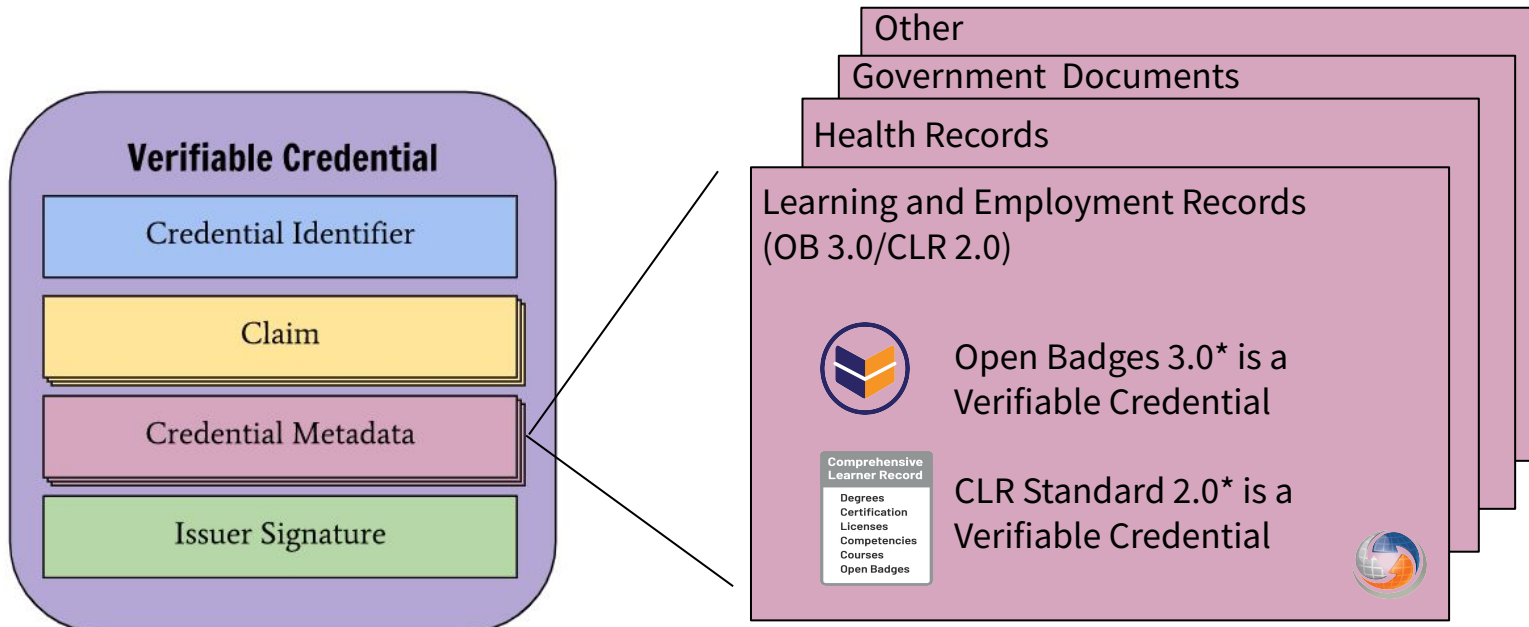 Verifiable Credential
Credential Identifier
Claim
Credential Metadata
Issuer Signature
Other
Government Documents
Health Records
Learning and Employment Records
(OB 3.0/CLR 2.0)
Open Badges 3.0* is a
Verifiable Credential
Comprehensive
Learner Record
Degrees
Certification
Licenses
Competencies
Courses
Open Badges
CLR Standard 2.0* is a
Verifiable Credential